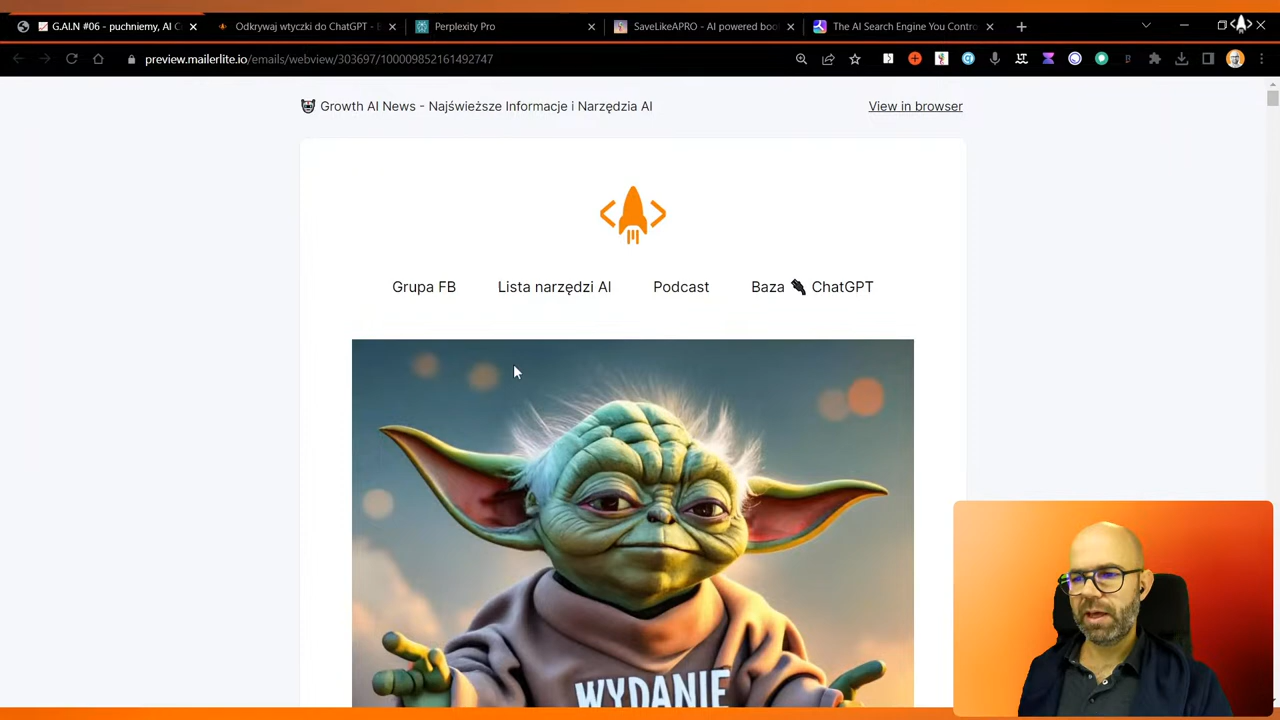 G.AI.N #06 - puchniemy, AI C
Odkrywaj wtyczki do ChatGPT - B
Perplexity Pro
SaveLikeAPRO - AI powered boo
The AI Search Engine You Contro
preview.mailerlite.io/emails/webview/303697/100009852161492747
Growth AI News - Najświeższe Informacje i Narzędzia AI
View in browser
Grupa FB
Lista narzędzi AI
Podcast
Baza 🔌 ChatGPT
WYDANIE